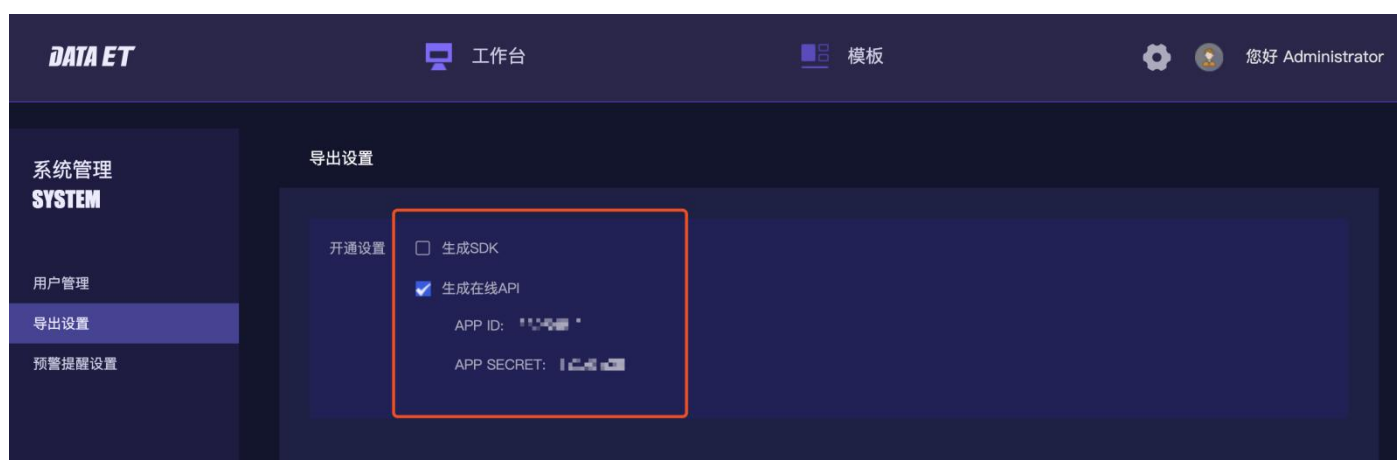 DATA ET
工作台
模板
您好 Administrator
系统管理
SYSTEM
用户管理
导出设置
预警提醒设置
导出设置
开通设置
生成SDK
生成在线API
APP ID:
APP SECRET: